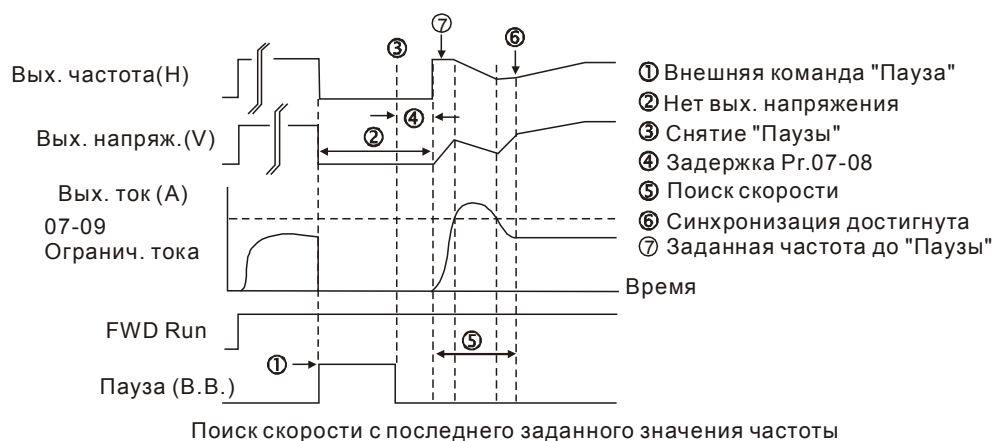 ⑦
⑥
③
Вых. частота(H)
④
Вых. напряж.(V)
②
Вых. ток (A)
07-09
Огранич. тока
Время
FWD Run
⑤
①
Пауза (B.B.)
① Внешняя команда "Пауза"
② Нет вых. напряжения
③ Снятие "Паузы"
④ Задержка Pr.07-08
⑤ Поиск скорости
⑥ Синхронизация достигнута
⑦ Заданная частота до "Паузы"
Поиск скорости с последнего заданного значения частоты